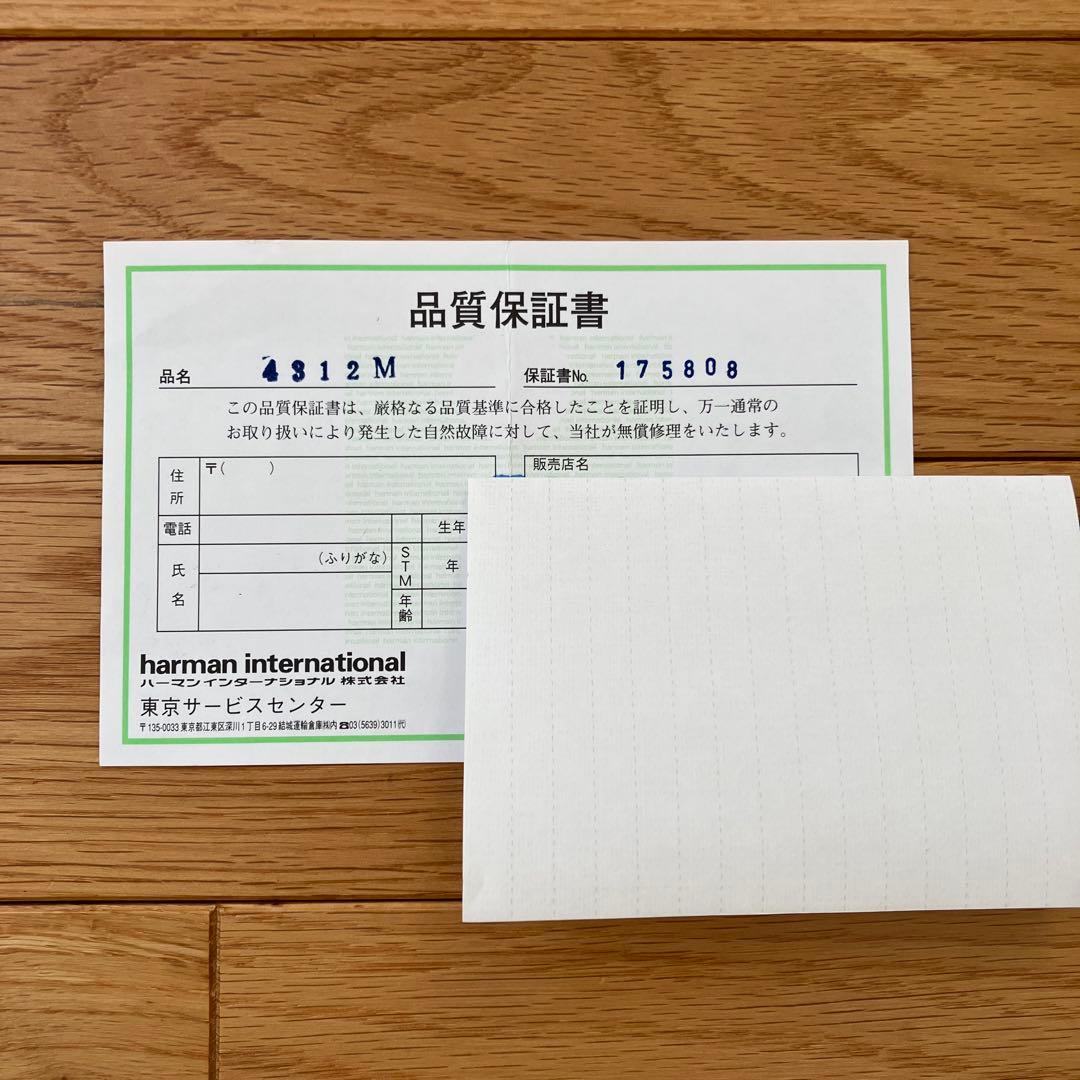 品質保証書
品名 4312M 保証書No. 175808
この品質保証書は、厳格なる品質基準に合格したことを証明し、万一通常の
お取り扱いにより発生した自然故障に対して、当社が無償修理をいたします。
住所 〒( ) 販売店名
電話 生年
氏名 (ふりがな) STM 年
年齢
harman international
ハーマン インターナショナル 株式会社
東京サービスセンター
〒135-0033 東京都江東区深川1丁目6-29 結城運輸倉庫㈱内 ☎03(5639)3011㈹